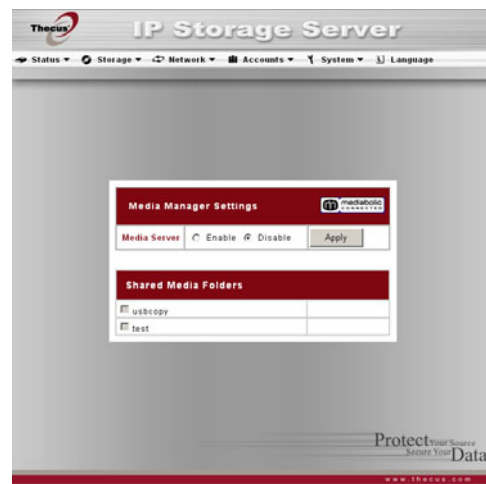 Thecus
IP Storage Server
Status Storage Network Accounts System Language
Media Manager Settings
mediabolic
CONNECTED
Media Server Enable Disable Apply
Shared Media Folders
usbcopy
test
Protect Your Source
Secure Your Data
www.thecus.com